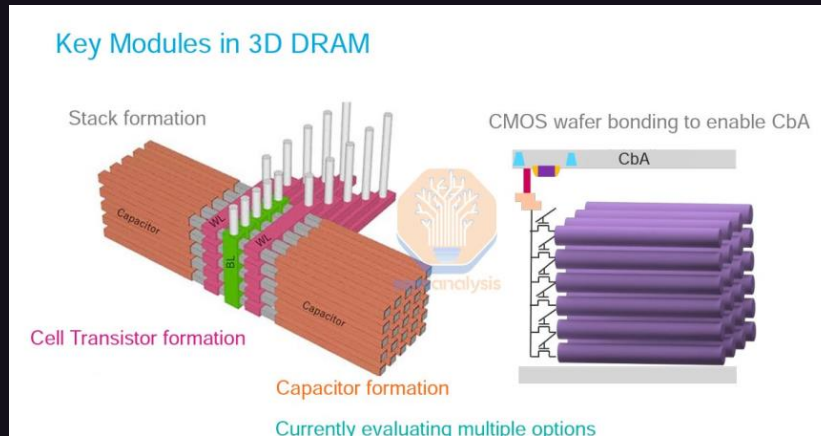 Key Modules in 3D DRAM
Stack formation
CMOS wafer bonding to enable CbA
CbA
Capacitor
WL
BL
WL
Capacitor
analysis
Cell Transistor formation
Capacitor formation
Currently evaluating multiple options